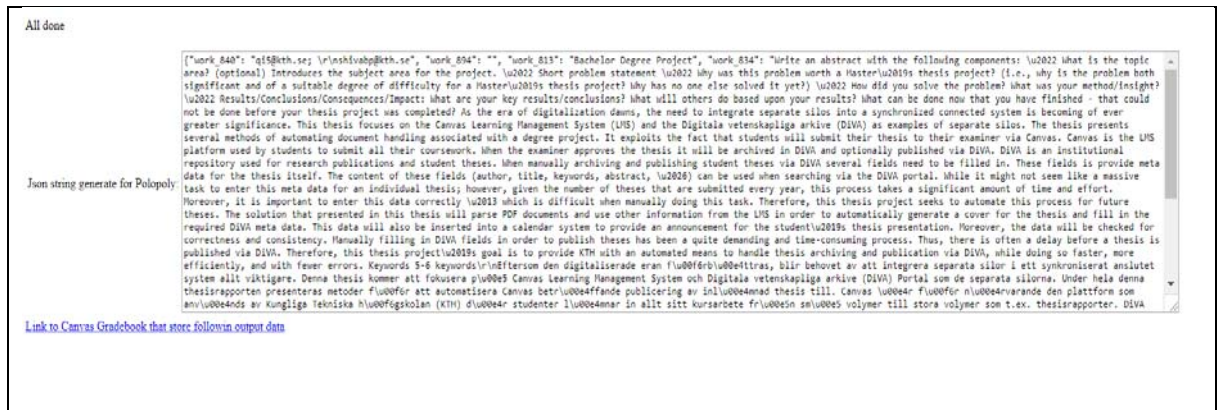 All done
{"work_840": "qi5@kth.se; \r\nshivabp@kth.se", "work_894": "", "work_813": "Bachelor Degree Project", "work_834": "Write an abstract with the following components: \u2022 What is the topic
area? (optional) Introduces the subject area for the project. \u2022 Short problem statement \u2022 Why was this problem worth a Master\u2019s thesis project? (i.e., why is the problem both
significant and of a suitable degree of difficulty for a Master\u2019s thesis project? Why has no one else solved it yet?) \u2022 How did you solve the problem? What was your method/insight?
\u2022 Results/Conclusions/Consequences/Impact: What are your key results/conclusions? What will others do based upon your results? What can be done now that you have finished - that could
not be done before your thesis project was completed? As the era of digitalization dawns, the need to integrate separate silos into a synchronized connected system is becoming of ever
greater significance. This thesis focuses on the Canvas Learning Management System (LMS) and the Digitala vetenskapliga arkive (DiVA) as examples of separate silos. The thesis presents
several methods of automating document handling associated with a degree project. It exploits the fact that students will submit their thesis to their examiner via Canvas. Canvas is the LMS
platform used by students to submit all their coursework. When the examiner approves the thesis it will be archived in DiVA and optionally published via DiVA. DiVA is an institutional
repository used for research publications and student theses. When manually archiving and publishing student theses via DiVA several fields need to be filled in. These fields is provide meta
data for the thesis itself. The content of these fields (author, title, keywords, abstract, \u2026) can be used when searching via the DiVA portal. While it might not seem like a massive
Json string generate for Polopoly: task to enter this meta data for an individual thesis; however, given the number of theses that are submitted every year, this process takes a significant amount of time and effort.
Moreover, it is important to enter this data correctly \u2013 which is difficult when manually doing this task. Therefore, this thesis project seeks to automate this process for future
theses. The solution that presented in this thesis will parse PDF documents and use other information from the LMS in order to automatically generate a cover for the thesis and fill in the
required DiVA meta data. This data will also be inserted into a calendar system to provide an announcement for the student\u2019s thesis presentation. Moreover, the data will be checked for
correctness and consistency. Manually filling in DiVA fields in order to publish theses has been a quite demanding and time-consuming process. Thus, there is often a delay before a thesis is
published via DiVA. Therefore, this thesis project\u2019s goal is to provide KTH with an automated means to handle thesis archiving and publication via DiVA, while doing so faster, more
efficiently, and with fewer errors. Keywords 5-6 keywords\r\nEftersom den digitaliserade eran f\u00f6rb\u00e4ttras, blir behovet av att integrera separata silor i ett synkroniserat anslutet
system allt viktigare. Denna thesis kommer att fokusera p\u00e5 Canvas Learning Management System och Digitala vetenskapliga arkive (DiVA) Portal som de separata silorna. Under hela denna
thesisrapporten presenteras metoder f\u00f6r att automatisera Canvas betr\u00e4ffande publicering av inl\u00e4mnad thesis till. Canvas \u00e4r f\u00f6r n\u00e4rvarande den plattform som
anv\u00e4nds av Kungliga Tekniska h\u00f6gskolan (KTH) d\u00e4r studenter l\u00e4mnar in allt sitt kursarbete fr\u00e5n sm\u00e5 volymer till stora volymer som t.ex. thesisrapporter. DiVA
Link to Canvas Gradebook that store followin output data